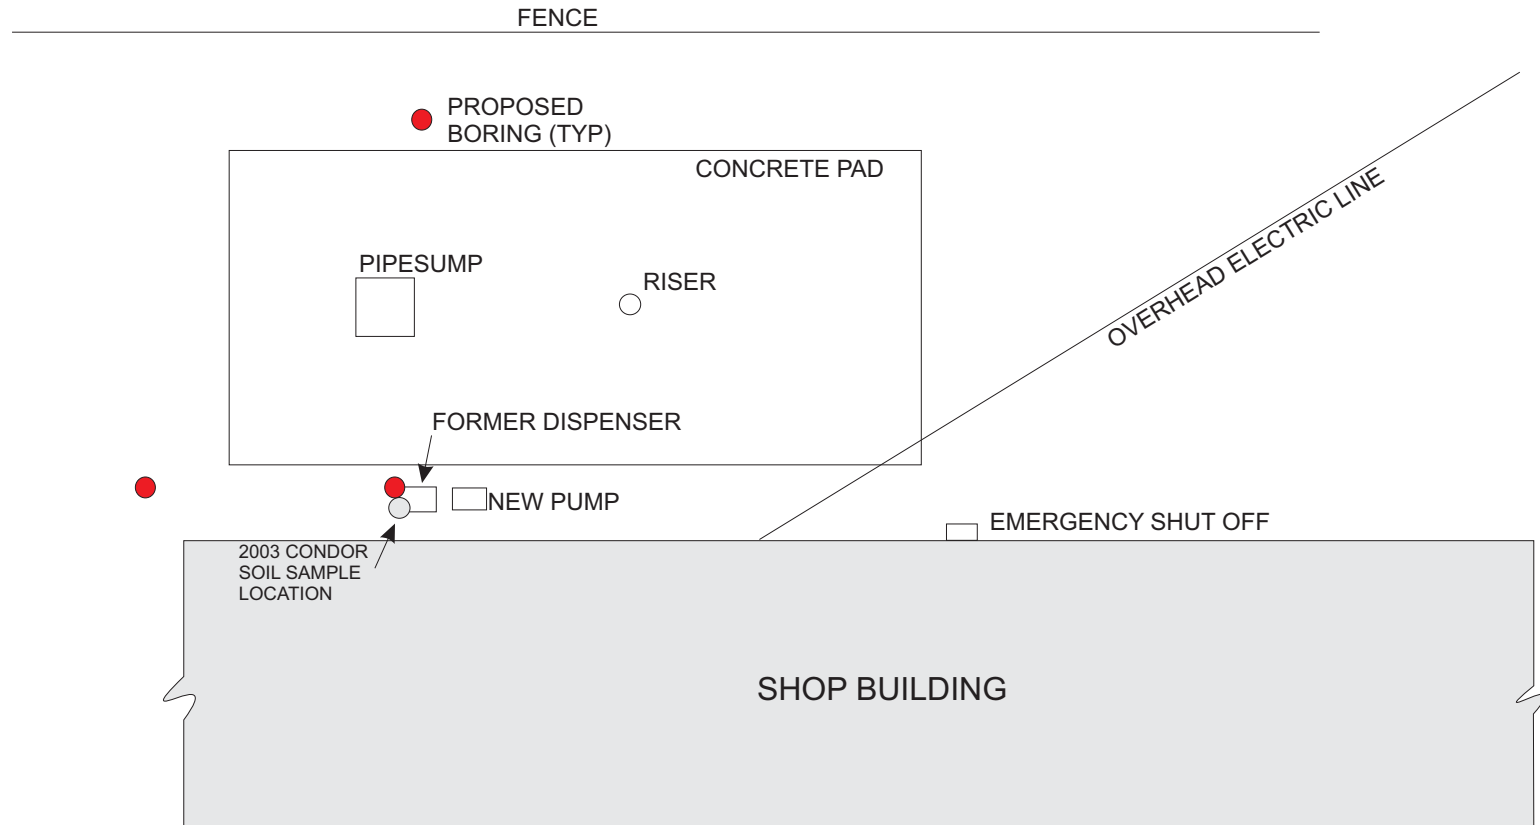 FENCE
PROPOSED
BORING (TYP)
CONCRETE PAD
OVERHEAD ELECTRIC LINE
PIPESUMP
RISER
FORMER DISPENSER
NEW PUMP
EMERGENCY SHUT OFF
2003 CONDOR
SOIL SAMPLE
LOCATION
SHOP BUILDING